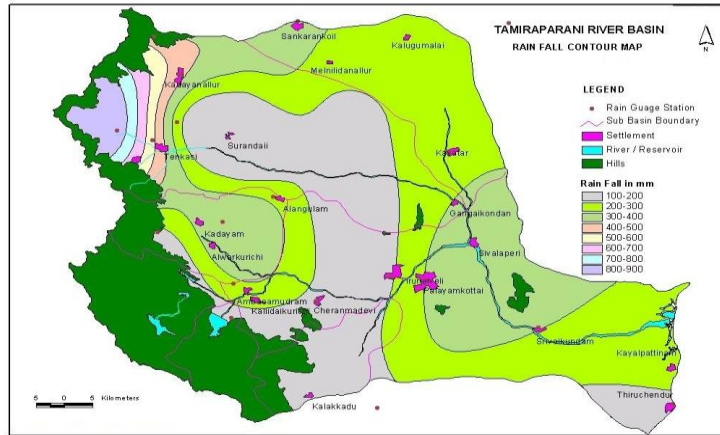 TAMIRAPARANI RIVER BASIN
RAIN FALL CONTOUR MAP
N
Sankarankoil
Kalugumalai
Melnilidanallur
Kadayanallur
LEGEND
Rain Guage Station
Sub Basin Boundary
Settlement
River / Reservoir
Hills
Rain Fall in mm
100-200
200-300
300-400
400-500
500-600
600-700
700-800
800-900
Surandaii
Tenkasi
Kayatar
Alangulam
Gangaikondan
Kadayam
Alwarkurichi
Sivalaperi
Palayamkottai
Ambasamudram
Kallidaikurichi
Cheranmadevi
Srivaikundam
Kayalpattinam
Thiruchendur
Kalakkadu
5 0 5 Kilometers